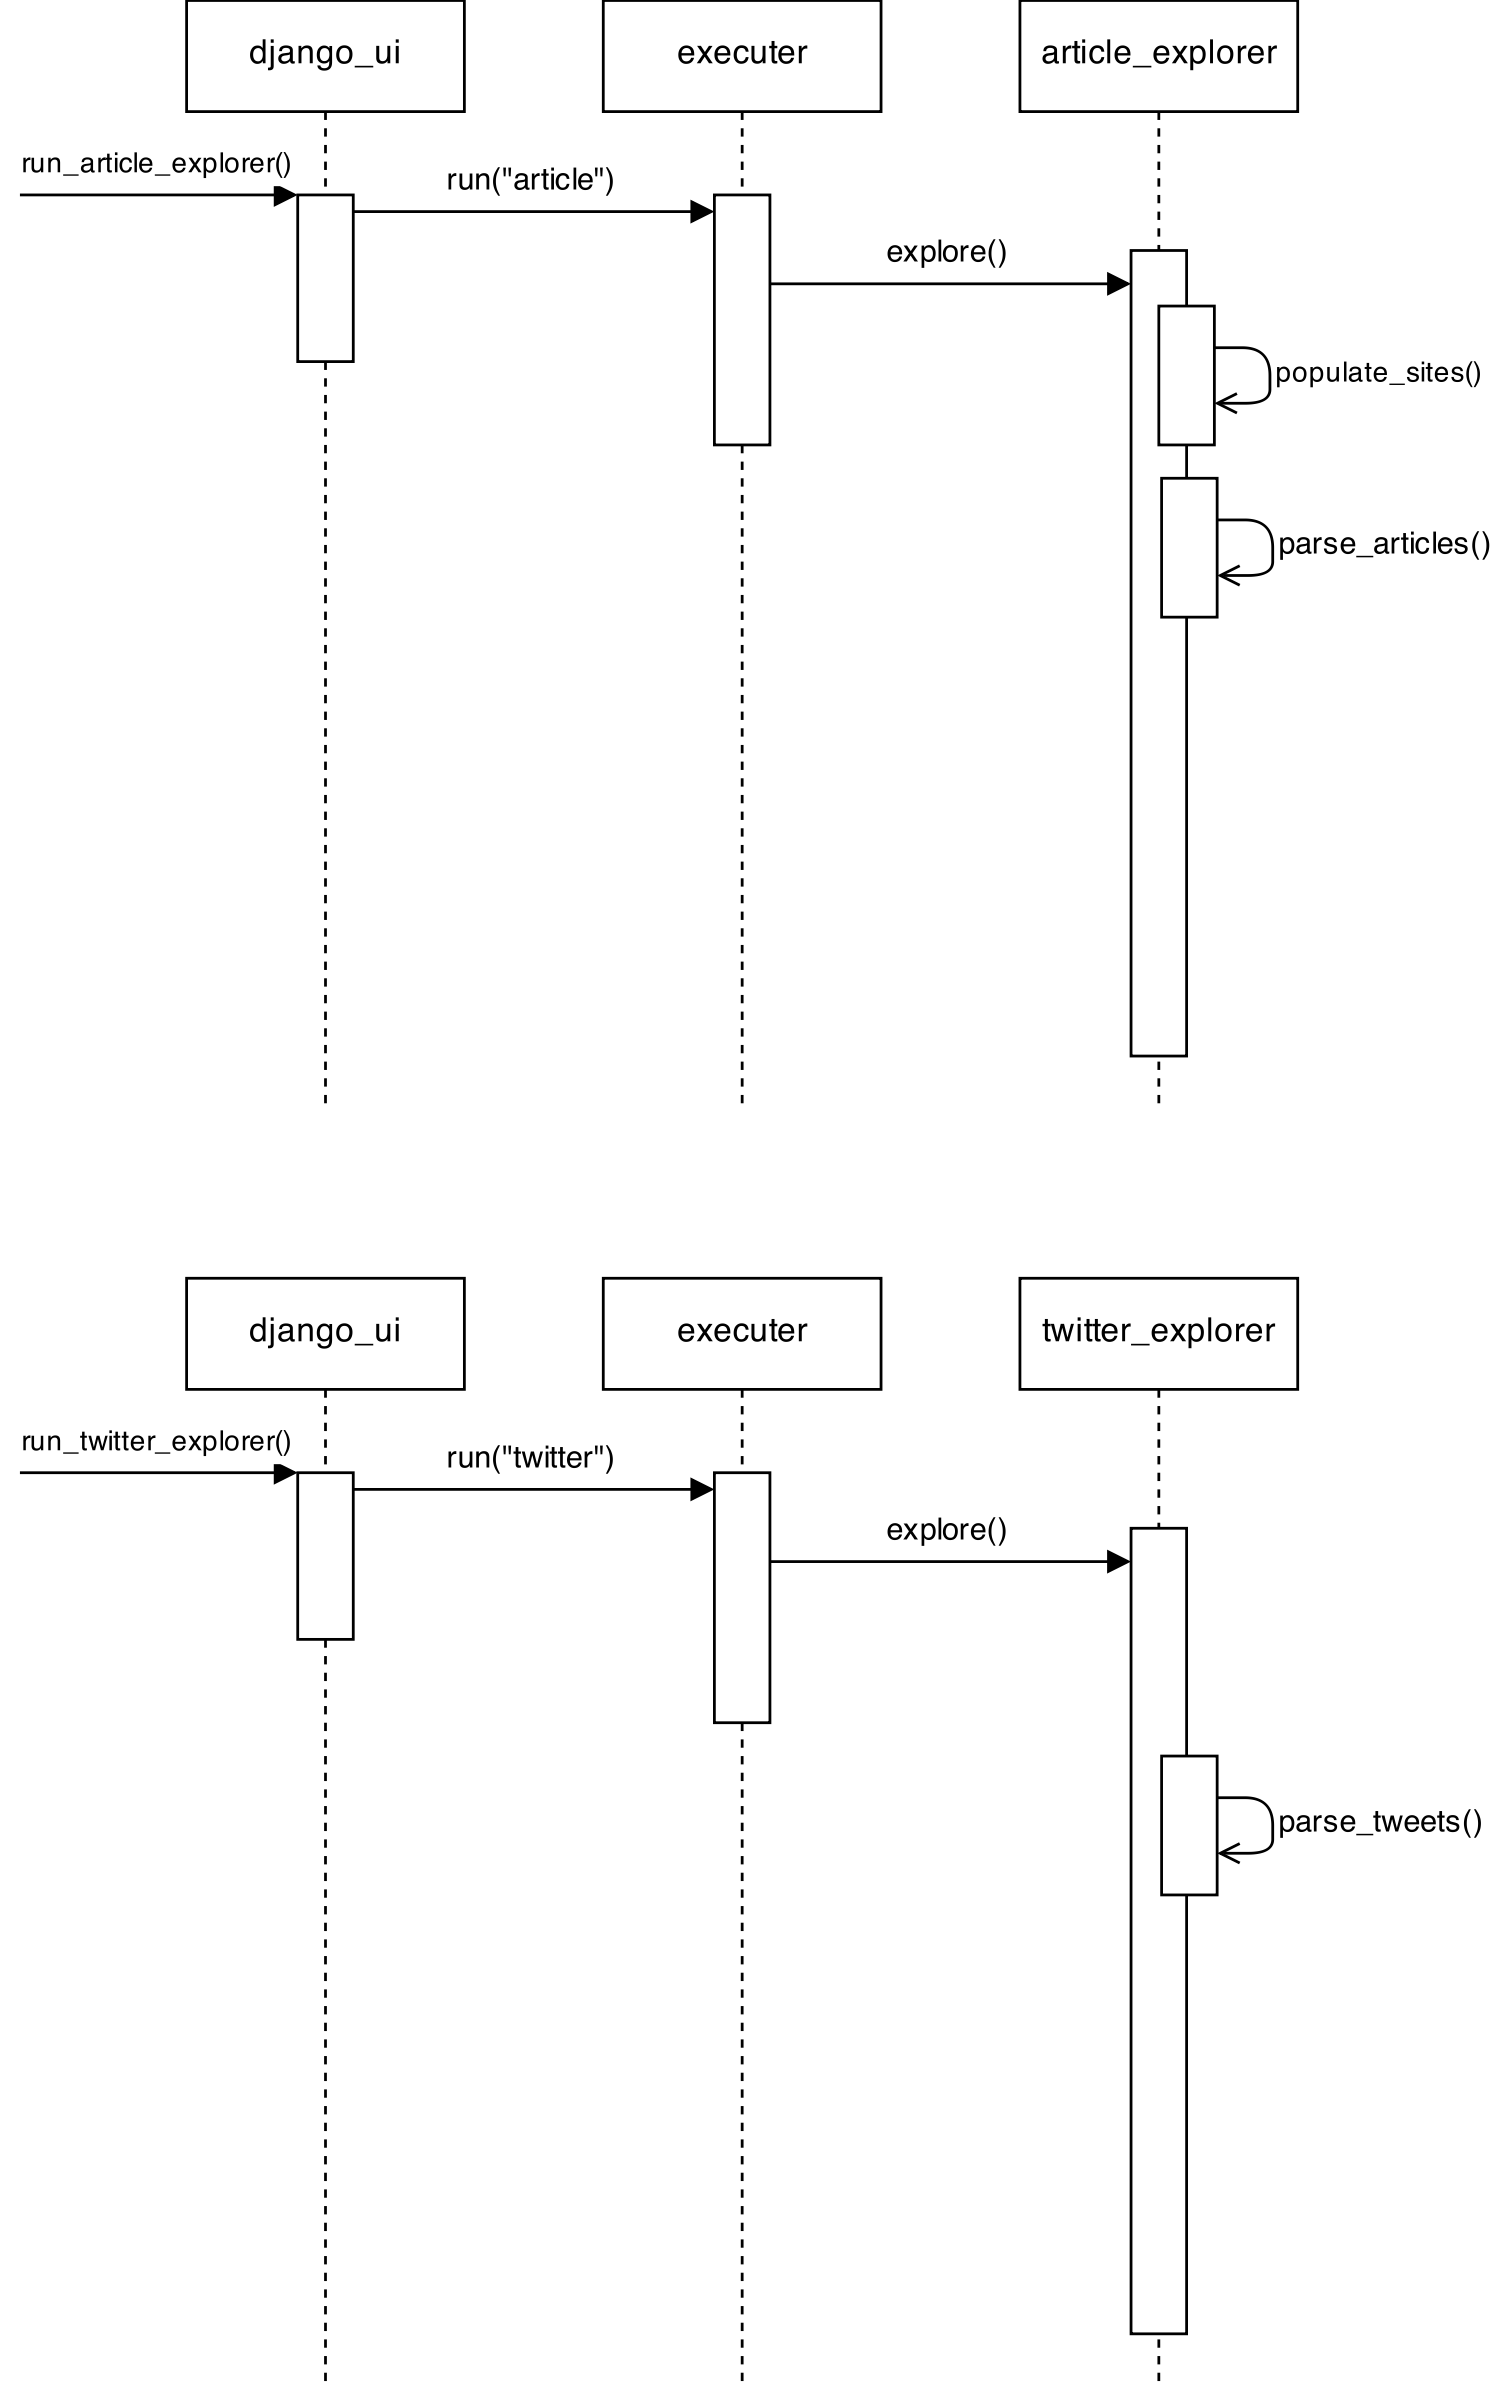 django_ui
executer
article_explorer
run_article_explorer()
run("article")
explore()
populate_sites()
parse_articles()
django_ui
executer
twitter_explorer
run_twitter_explorer()
run("twitter")
explore()
parse_tweets()